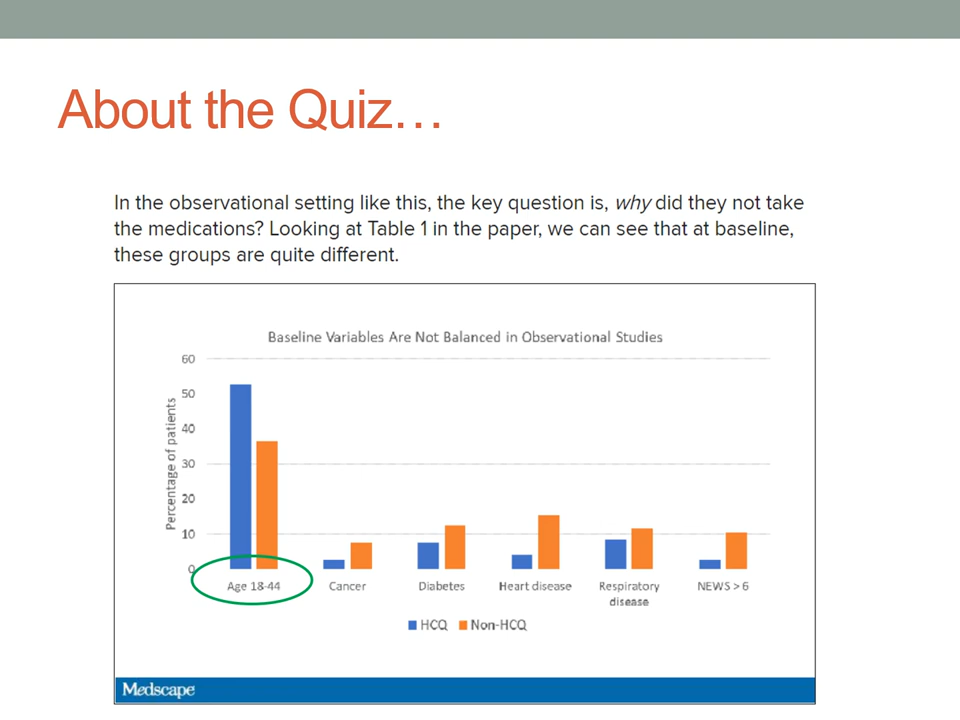 About the Quiz…
In the observational setting like this, the key question is, why did they not take
the medications? Looking at Table 1 in the paper, we can see that at baseline,
these groups are quite different.
Baseline Variables Are Not Balanced in Observational Studies
Percentage of patients
60
50
40
30
20
10
0
Age 18-44
Cancer
Diabetes
Heart disease
Respiratory
disease
NEWS > 6
HCQ
Non-HCQ
Medscape